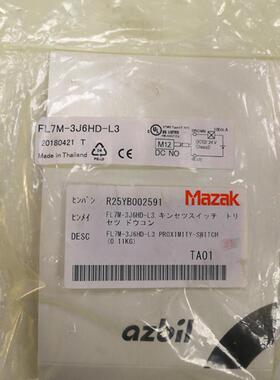 FL7M-3J6HD-L3
20180421 T
Made in Thailand
M12
DC NO
DC12/24 V
ヒンバン R25YB002591 Mazak
ヒンメイ FL7M-3J6HD-L3 キンセツスイッチ トリ
セツ ドウコン
DESC FL7M-3J6HD-L3 PROXIMITY-SWITCH
(0.11KG)
TA01
azbil